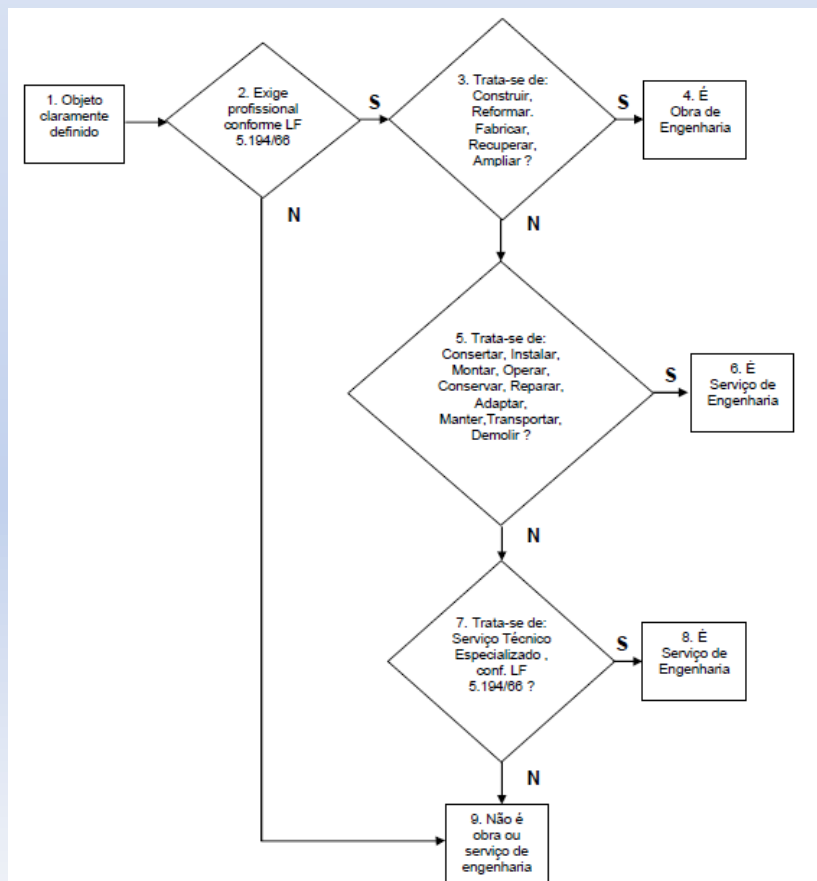 1. Objeto
claramente
definido
2. Exige
profissional
conforme LF
5.194/66
S
N
3. Trata-se de:
Construir,
Reformar.
Fabricar,
Recuperar,
Ampliar ?
S
N
4. É
Obra de
Engenharia
5. Trata-se de:
Consertar, Instalar,
Montar, Operar,
Conservar, Reparar,
Adaptar,
Manter,Transportar,
Demolir ?
S
N
6. É
Serviço de
Engenharia
7. Trata-se de:
Serviço Técnico
Especializado ,
conf. LF
5.194/66 ?
S
N
8. É
Serviço de
Engenharia
9. Não é
obra ou
serviço de
engenharia